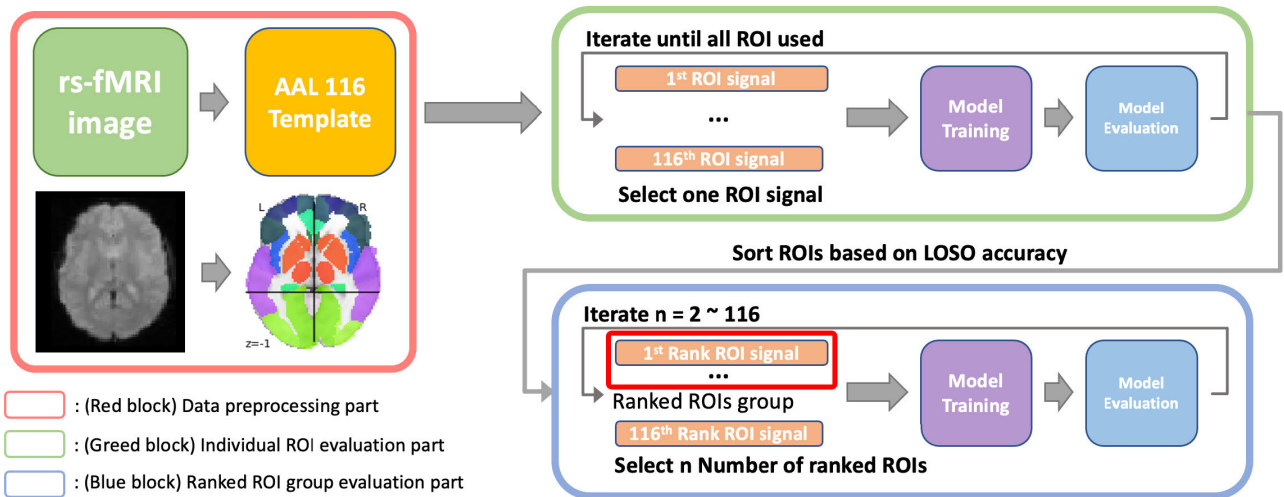 rs-fMRI
image
AAL 116
Template
L
R
z=-1
: (Red block) Data preprocessing part
: (Greed block) Individual ROI evaluation part
: (Blue block) Ranked ROI group evaluation part
Iterate until all ROI used
1st ROI signal
...
116th ROI signal
Select one ROI signal
Model
Training
Model
Evaluation
Sort ROIs based on LOSO accuracy
Iterate n = 2 ~ 116
1st Rank ROI signal
...
Ranked ROIs group
116th Rank ROI signal
Select n Number of ranked ROIs
Model
Training
Model
Evaluation